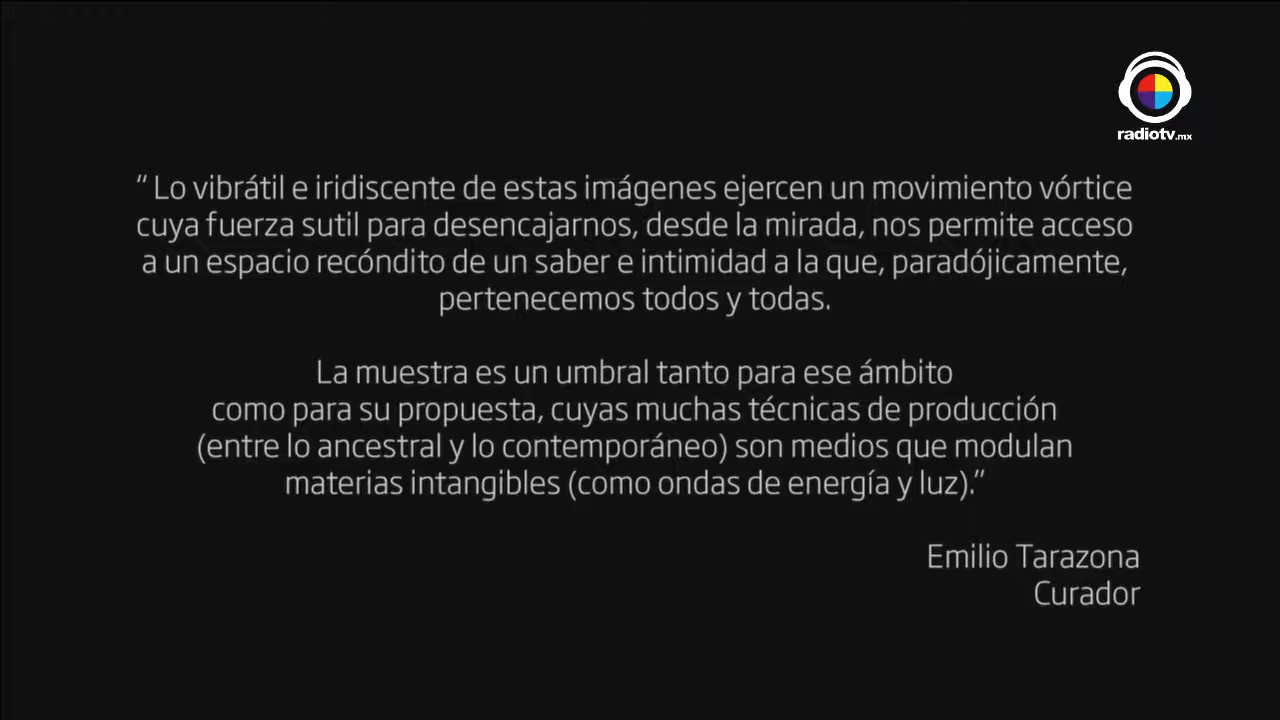 radiotv.mx
“ Lo vibrátil e iridiscente de estas imágenes ejercen un movimiento vórtice
cuya fuerza sutil para desencajarnos, desde la mirada, nos permite acceso
a un espacio recóndito de un saber e intimidad a la que, paradójicamente,
pertenecemos todos y todas.
La muestra es un umbral tanto para ese ámbito
como para su propuesta, cuyas muchas técnicas de producción
(entre lo ancestral y lo contemporáneo) son medios que modulan
materias intangibles (como ondas de energía y luz).”
Emilio Tarazona
Curador